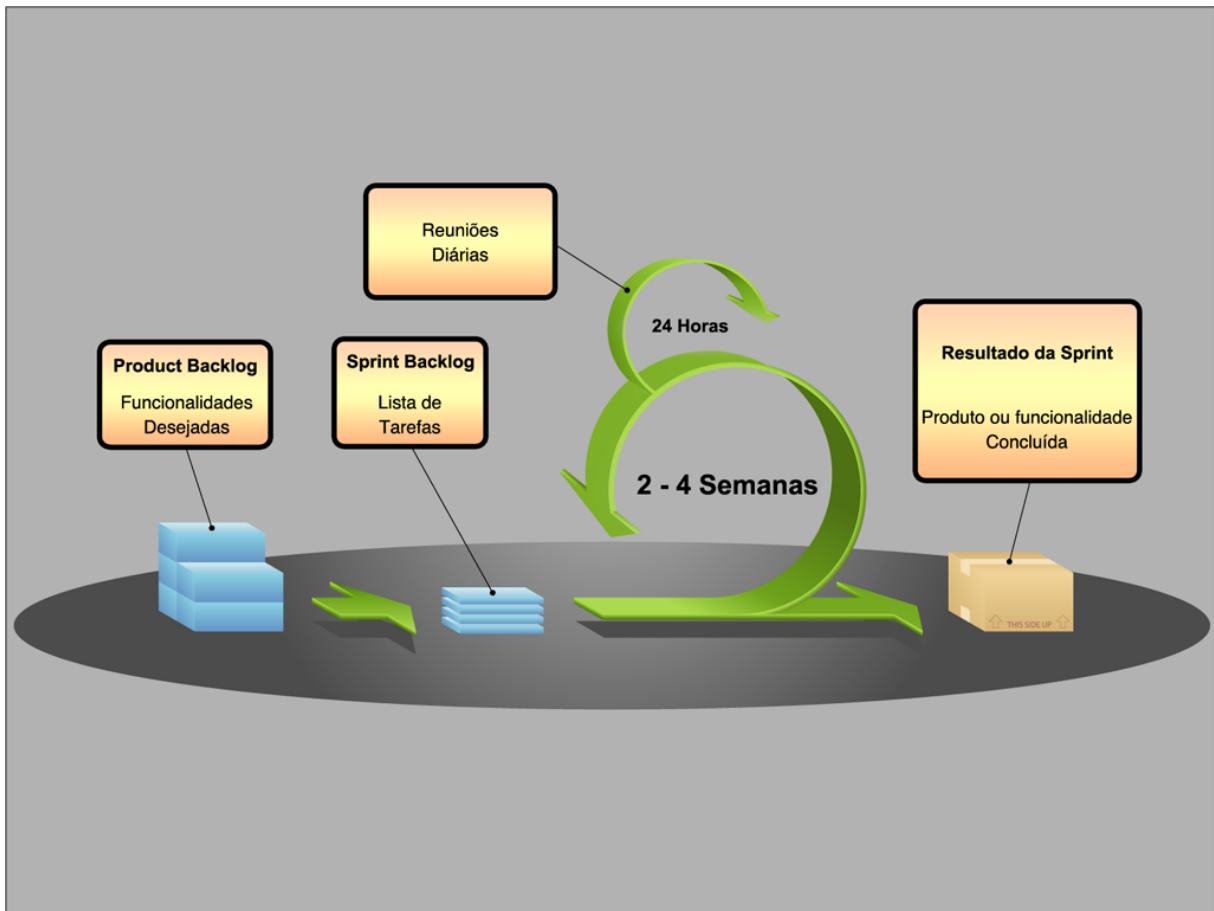 Reuniões
Diárias
24 Horas
Product Backlog
Funcionalidades
Desejadas
Sprint Backlog
Lista de
Tarefas
2 - 4 Semanas
Resultado da Sprint
Produto ou funcionalidade
Concluída
THIS SIDE UP